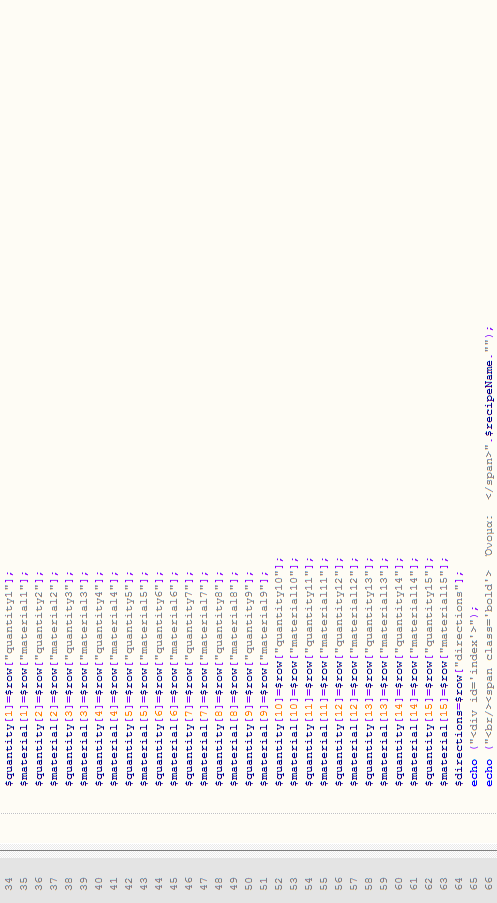 34 $quantity[1]=$row["quantity1"];
35 $material[1]=$row["material1"];
36 $quantity[2]=$row["quantity2"];
37 $material[2]=$row["material2"];
38 $quantity[3]=$row["quantity3"];
39 $material[3]=$row["material3"];
40 $quantity[4]=$row["quantity4"];
41 $material[4]=$row["material4"];
42 $quantity[5]=$row["quantity5"];
43 $material[5]=$row["material5"];
44 $quantity[6]=$row["quantity6"];
45 $material[6]=$row["material6"];
46 $quantity[7]=$row["quantity7"];
47 $material[7]=$row["material7"];
48 $quantity[8]=$row["quantity8"];
49 $material[8]=$row["material8"];
50 $quantity[9]=$row["quantity9"];
51 $material[9]=$row["material9"];
52 $quantity[10]=$row["quantity10"];
53 $material[10]=$row["material10"];
54 $quantity[11]=$row["quantity11"];
55 $material[11]=$row["material11"];
56 $quantity[12]=$row["quantity12"];
57 $material[12]=$row["material12"];
58 $quantity[13]=$row["quantity13"];
59 $material[13]=$row["material13"];
60 $quantity[14]=$row["quantity14"];
61 $material[14]=$row["material14"];
62 $quantity[15]=$row["quantity15"];
63 $material[15]=$row["material15"];
64 $directions=$row["directions"];
65 echo ("<div id='index'>");
66 echo ("<br/><span class='bold'>  Όνομα:  </span>".$recipeName."");